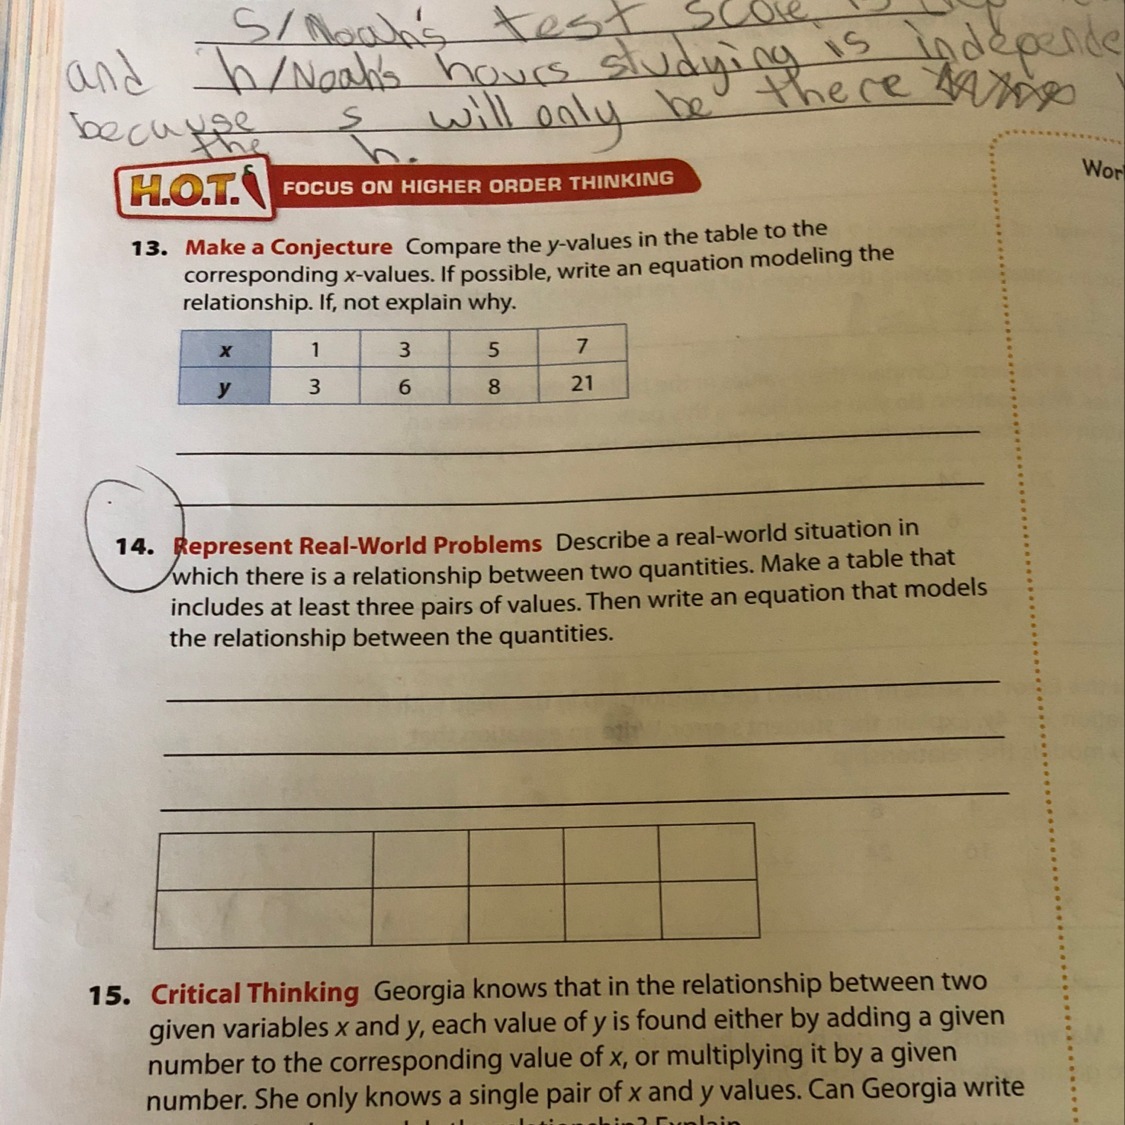 S/Noah's test score is
and h/Noah's hours studying is independe
because s will only be there
the h.
H.O.T. FOCUS ON HIGHER ORDER THINKING
Wor
13. Make a Conjecture Compare the y-values in the table to the
corresponding x-values. If possible, write an equation modeling the
relationship. If, not explain why.
x 1 3 5 7
y 3 6 8 21
14. Represent Real-World Problems Describe a real-world situation in
which there is a relationship between two quantities. Make a table that
includes at least three pairs of values. Then write an equation that models
the relationship between the quantities.
15. Critical Thinking Georgia knows that in the relationship between two
given variables x and y, each value of y is found either by adding a given
number to the corresponding value of x, or multiplying it by a given
number. She only knows a single pair of x and y values. Can Georgia write
Explain